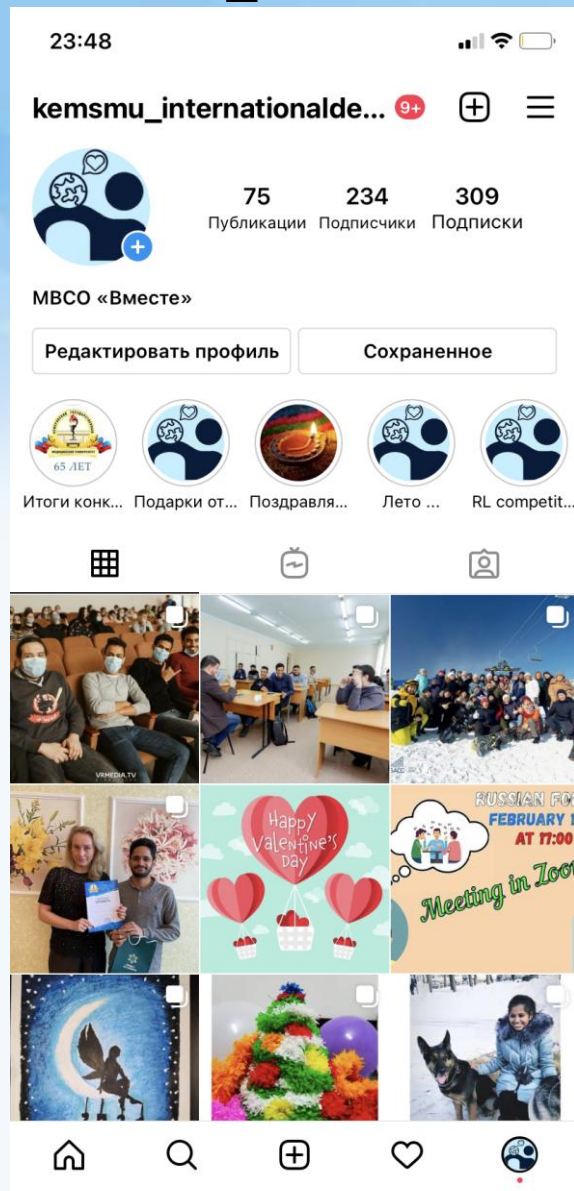 23:48
kemsmu_internationalde... 9+
75 234 309
Публикации Подписчики Подписки
МВСО «Вместе»
Редактировать профиль Сохраненное
65 ЛЕТ
Итоги конк... Подарки от... Поздравля... Лето ... RL competit...
VRMEDIA.TV
Happy
Valentine's
Day
RUSSIAN FO
FEBRUARY 1
AT 17:00
Meeting in Zoo